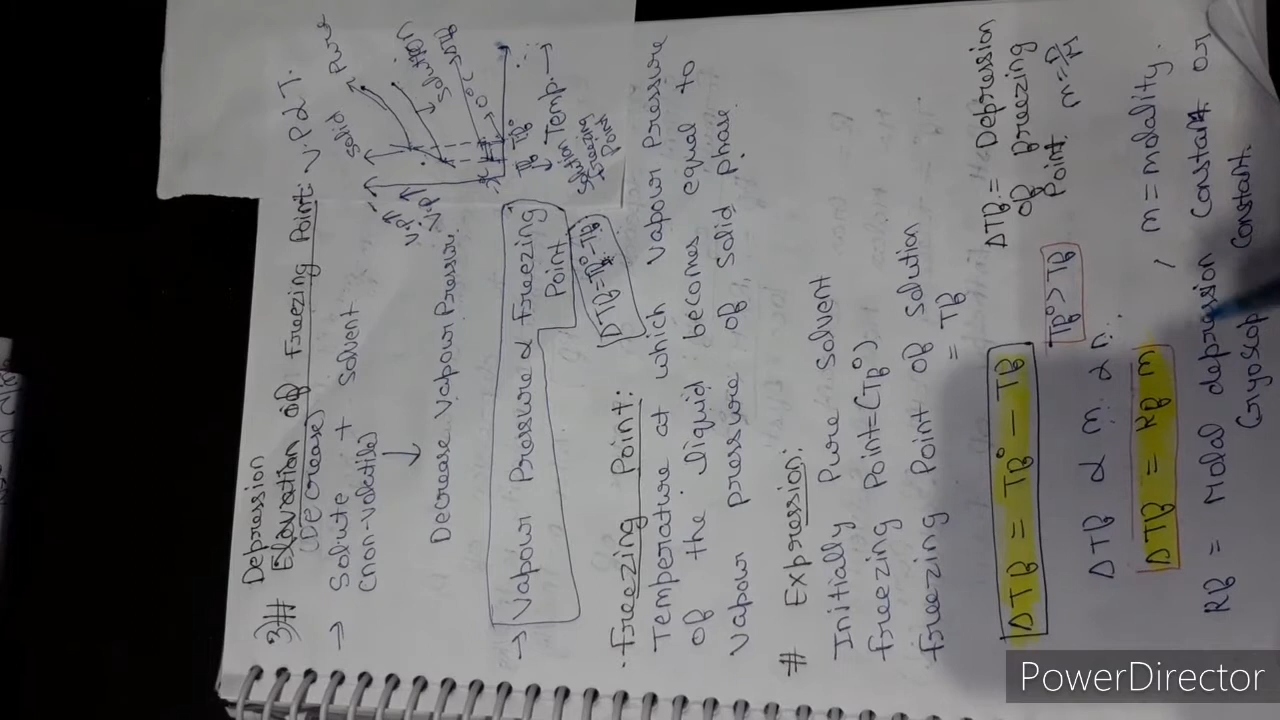 Depression
3)# Elavation of Freezing Point: V.P α T.
(Decrease)
→ Solute + Solvent
(non-volatile)
Decrease Vapour Pressure
V.P↑
V.P
Solid
Pure
Solution
Solution
Tf Tf°
→ Temp. →
Solution
freezing
Point
→ Vapour Pressure α freezing
Point
ΔTf = Tf° - Tf
• Freezing Point:
Temperature at which Vapour Pressure
of the liquid becomes equal to
Vapour pressure of solid phase.
# Expression:
Initially Pure Solvent
freezing Point = (Tf°)
freezing Point of Solution
= Tf
ΔTf = Tf° - Tf
ΔTf = Depression
of freezing
Point.
Tf° > Tf
m = n/M
ΔTf α m α n.
ΔTf = Kf m , m = molality.
Kf = Molal depression Constant or
Constant.
PowerDirector